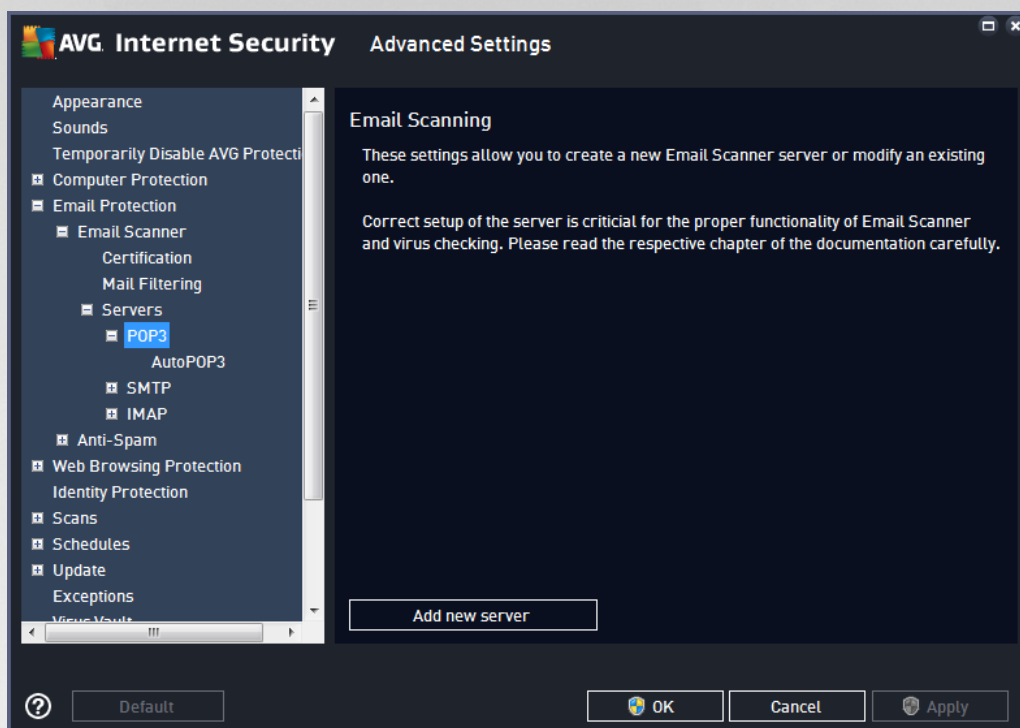 AVG. Internet Security Advanced Settings
Appearance
Sounds
Temporarily Disable AVG Protecti
Computer Protection
Email Protection
Email Scanner
Certification
Mail Filtering
Servers
POP3
AutoPOP3
SMTP
IMAP
Anti-Spam
Web Browsing Protection
Identity Protection
Scans
Schedules
Update
Exceptions
Virus Vault
Email Scanning
These settings allow you to create a new Email Scanner server or modify an existing
one.
Correct setup of the server is criticial for the proper functionality of Email Scanner
and virus checking. Please read the respective chapter of the documentation carefully.
Add new server
Default
OK
Cancel
Apply